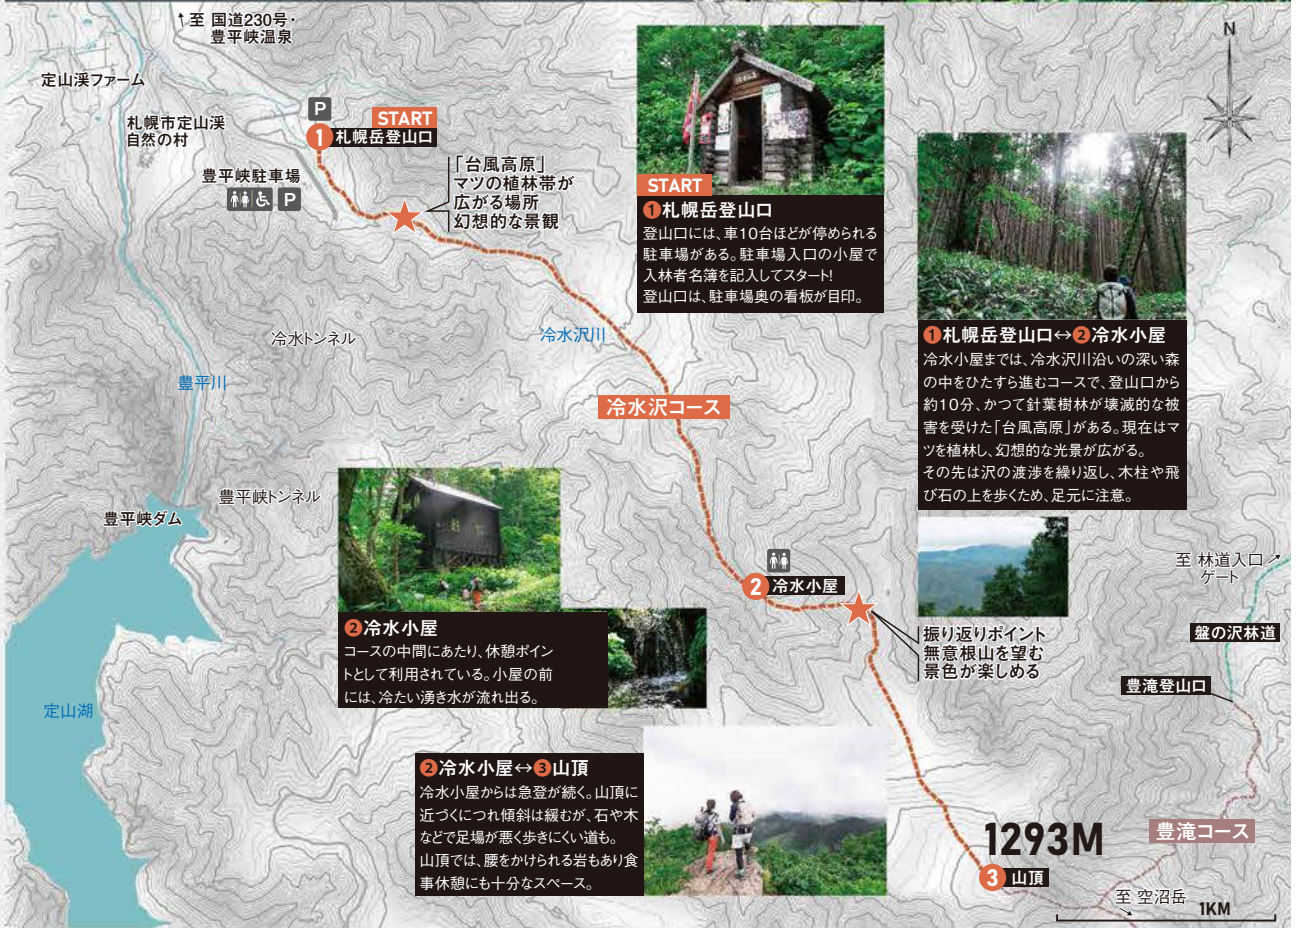 至 国道230号・
豊平峡温泉
定山渓ファーム
札幌市定山渓
自然の村
豊平峡駐車場
P
P
START
1 札幌岳登山口
「台風高原」
マツの植林帯が
広がる場所
幻想的な景観
START
1札幌岳登山口
登山口には、車10台ほどが停められる
駐車場がある。駐車場入口の小屋で
入林者名簿を記入してスタート!
登山口は、駐車場奥の看板が目印。
N
1札幌岳登山口↔2冷水小屋
冷水小屋までは、冷水沢川沿いの深い森
の中をひたすら進むコースで、登山口から
約10分、かつて針葉樹林が壊滅的な被
害を受けた「台風高原」がある。現在はマ
ツを植林し、幻想的な光景が広がる。
その先は沢の渡渉を繰り返し、木柱や飛
び石の上を歩くため、足元に注意。
冷水トンネル
冷水沢川
豊平川
冷水沢コース
豊平峡トンネル
豊平峡ダム
2 冷水小屋
2冷水小屋
コースの中間にあたり、休憩ポイン
トとして利用されている。小屋の前
には、冷たい湧き水が流れ出る。
振り返りポイント
無意根山を望む
景色が楽しめる
至 林道入口
ゲート
盤の沢林道
豊滝登山口
定山湖
2冷水小屋↔3山頂
冷水小屋からは急登が続く。山頂に
近づくにつれ傾斜は緩むが、石や木
などで足場が悪く歩きにくい道も。
山頂では、腰をかけられる岩もあり食
事休憩にも十分なスペース。
1293M
3 山頂
豊滝コース
至 空沼岳
1KM